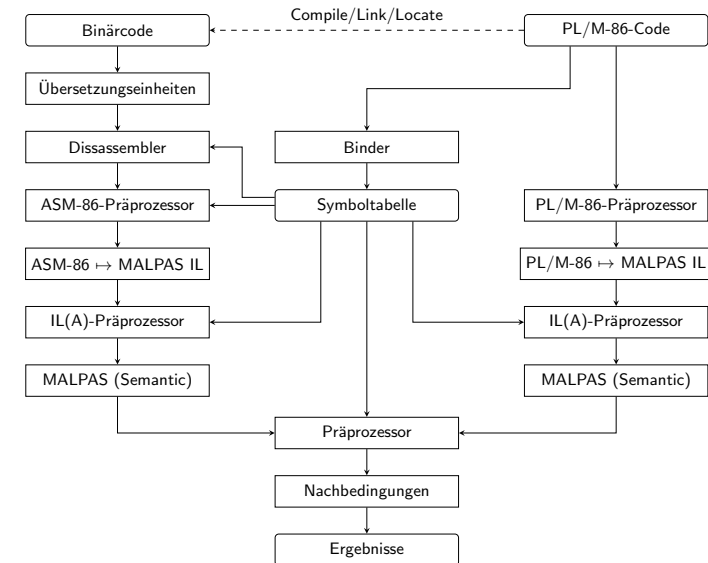 Compile/Link/Locate
Binärcode
PL/M-86-Code
Übersetzungseinheiten
Dissassembler
Binder
ASM-86-Präprozessor
Symboltabelle
PL/M-86-Präprozessor
ASM-86 ↦ MALPAS IL
PL/M-86 ↦ MALPAS IL
IL(A)-Präprozessor
IL(A)-Präprozessor
MALPAS (Semantic)
MALPAS (Semantic)
Präprozessor
Nachbedingungen
Ergebnisse